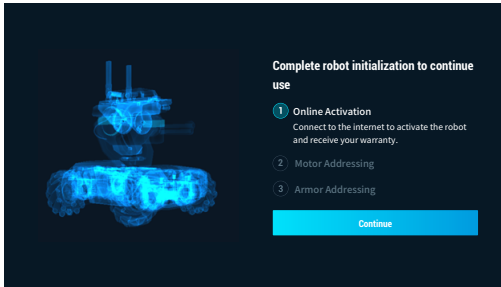 Complete robot initialization to continue
use
1 Online Activation
Connect to the internet to activate the robot
and receive your warranty.
2 Motor Addressing
3 Armor Addressing
Continue